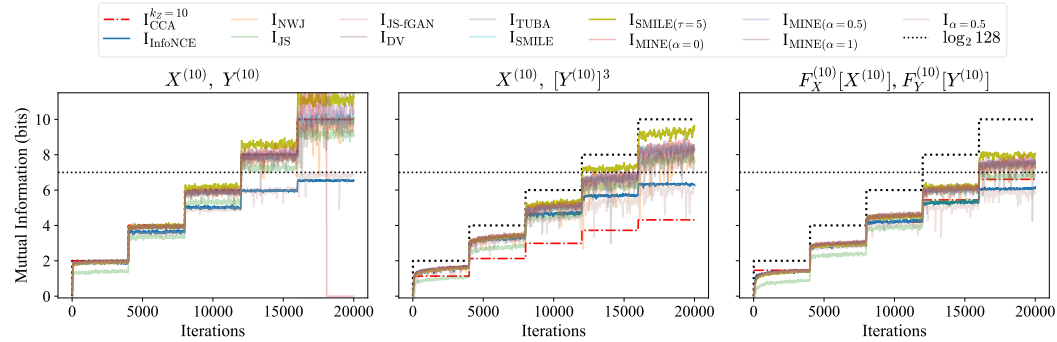 I_CCA^{k_Z=10} I_NWJ I_JS-fGAN I_TUBA I_SMILE(τ=5) I_MINE(α=0.5) I_α=0.5
I_InfoNCE I_JS I_DV I_SMILE I_MINE(α=0) I_MINE(α=1) log₂ 128
X^(10), Y^(10)
X^(10), [Y^(10)]^3
F_X^(10)[X^(10)], F_Y^(10)[Y^(10)]
Mutual Information (bits)
10
8
6
4
2
0
0 5000 10000 15000 20000
0 5000 10000 15000 20000
0 5000 10000 15000 20000
Iterations
Iterations
Iterations